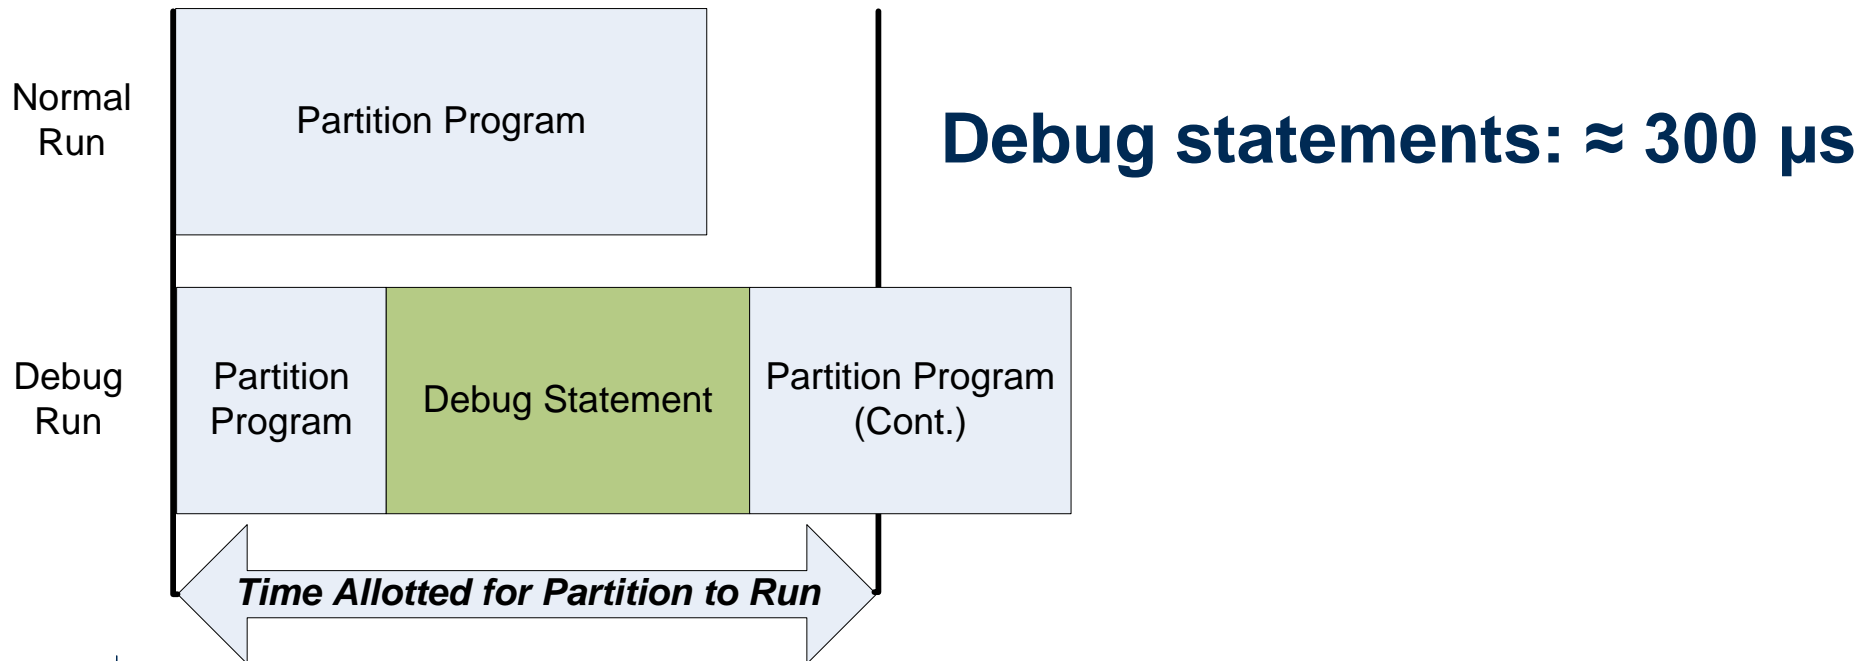 Normal
Run
Partition Program
Debug statements: ≈ 300 μs
Debug
Run
Partition
Program
Debug Statement
Partition Program
(Cont.)
Time Allotted for Partition to Run